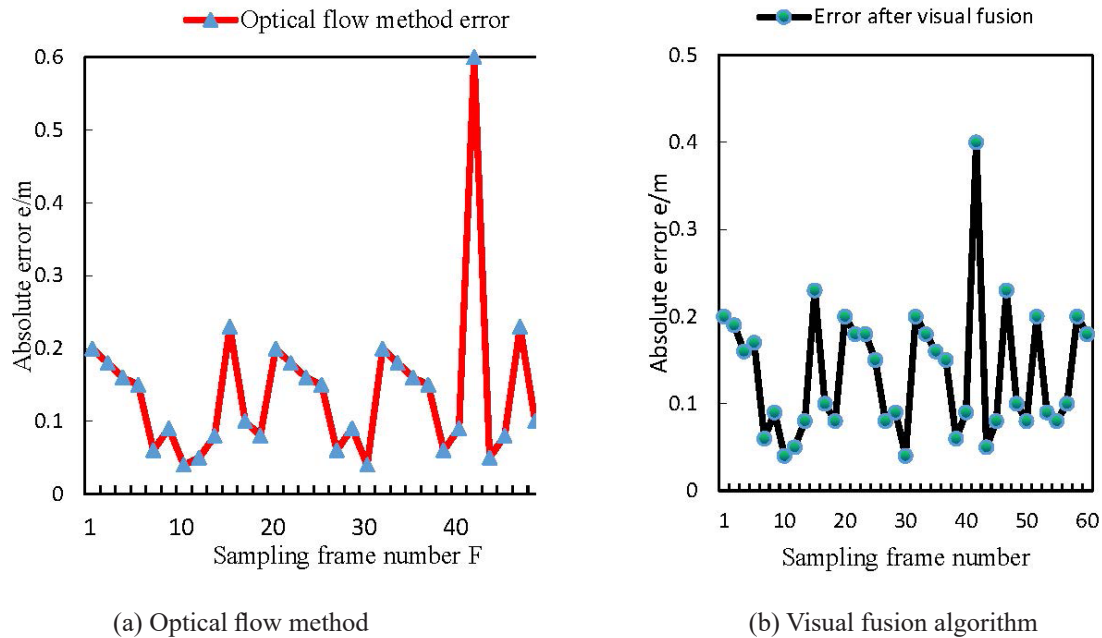 Optical flow method error
0.6
0.5
0.4
0.3
0.2
0.1
0
Absolute error e/m
1 10 20 30 40
Sampling frame number F
(a) Optical flow method
Error after visual fusion
0.5
0.4
0.3
0.2
0.1
0
Absolute error e/m
1 10 20 30 40 50 60
Sampling frame number
(b) Visual fusion algorithm